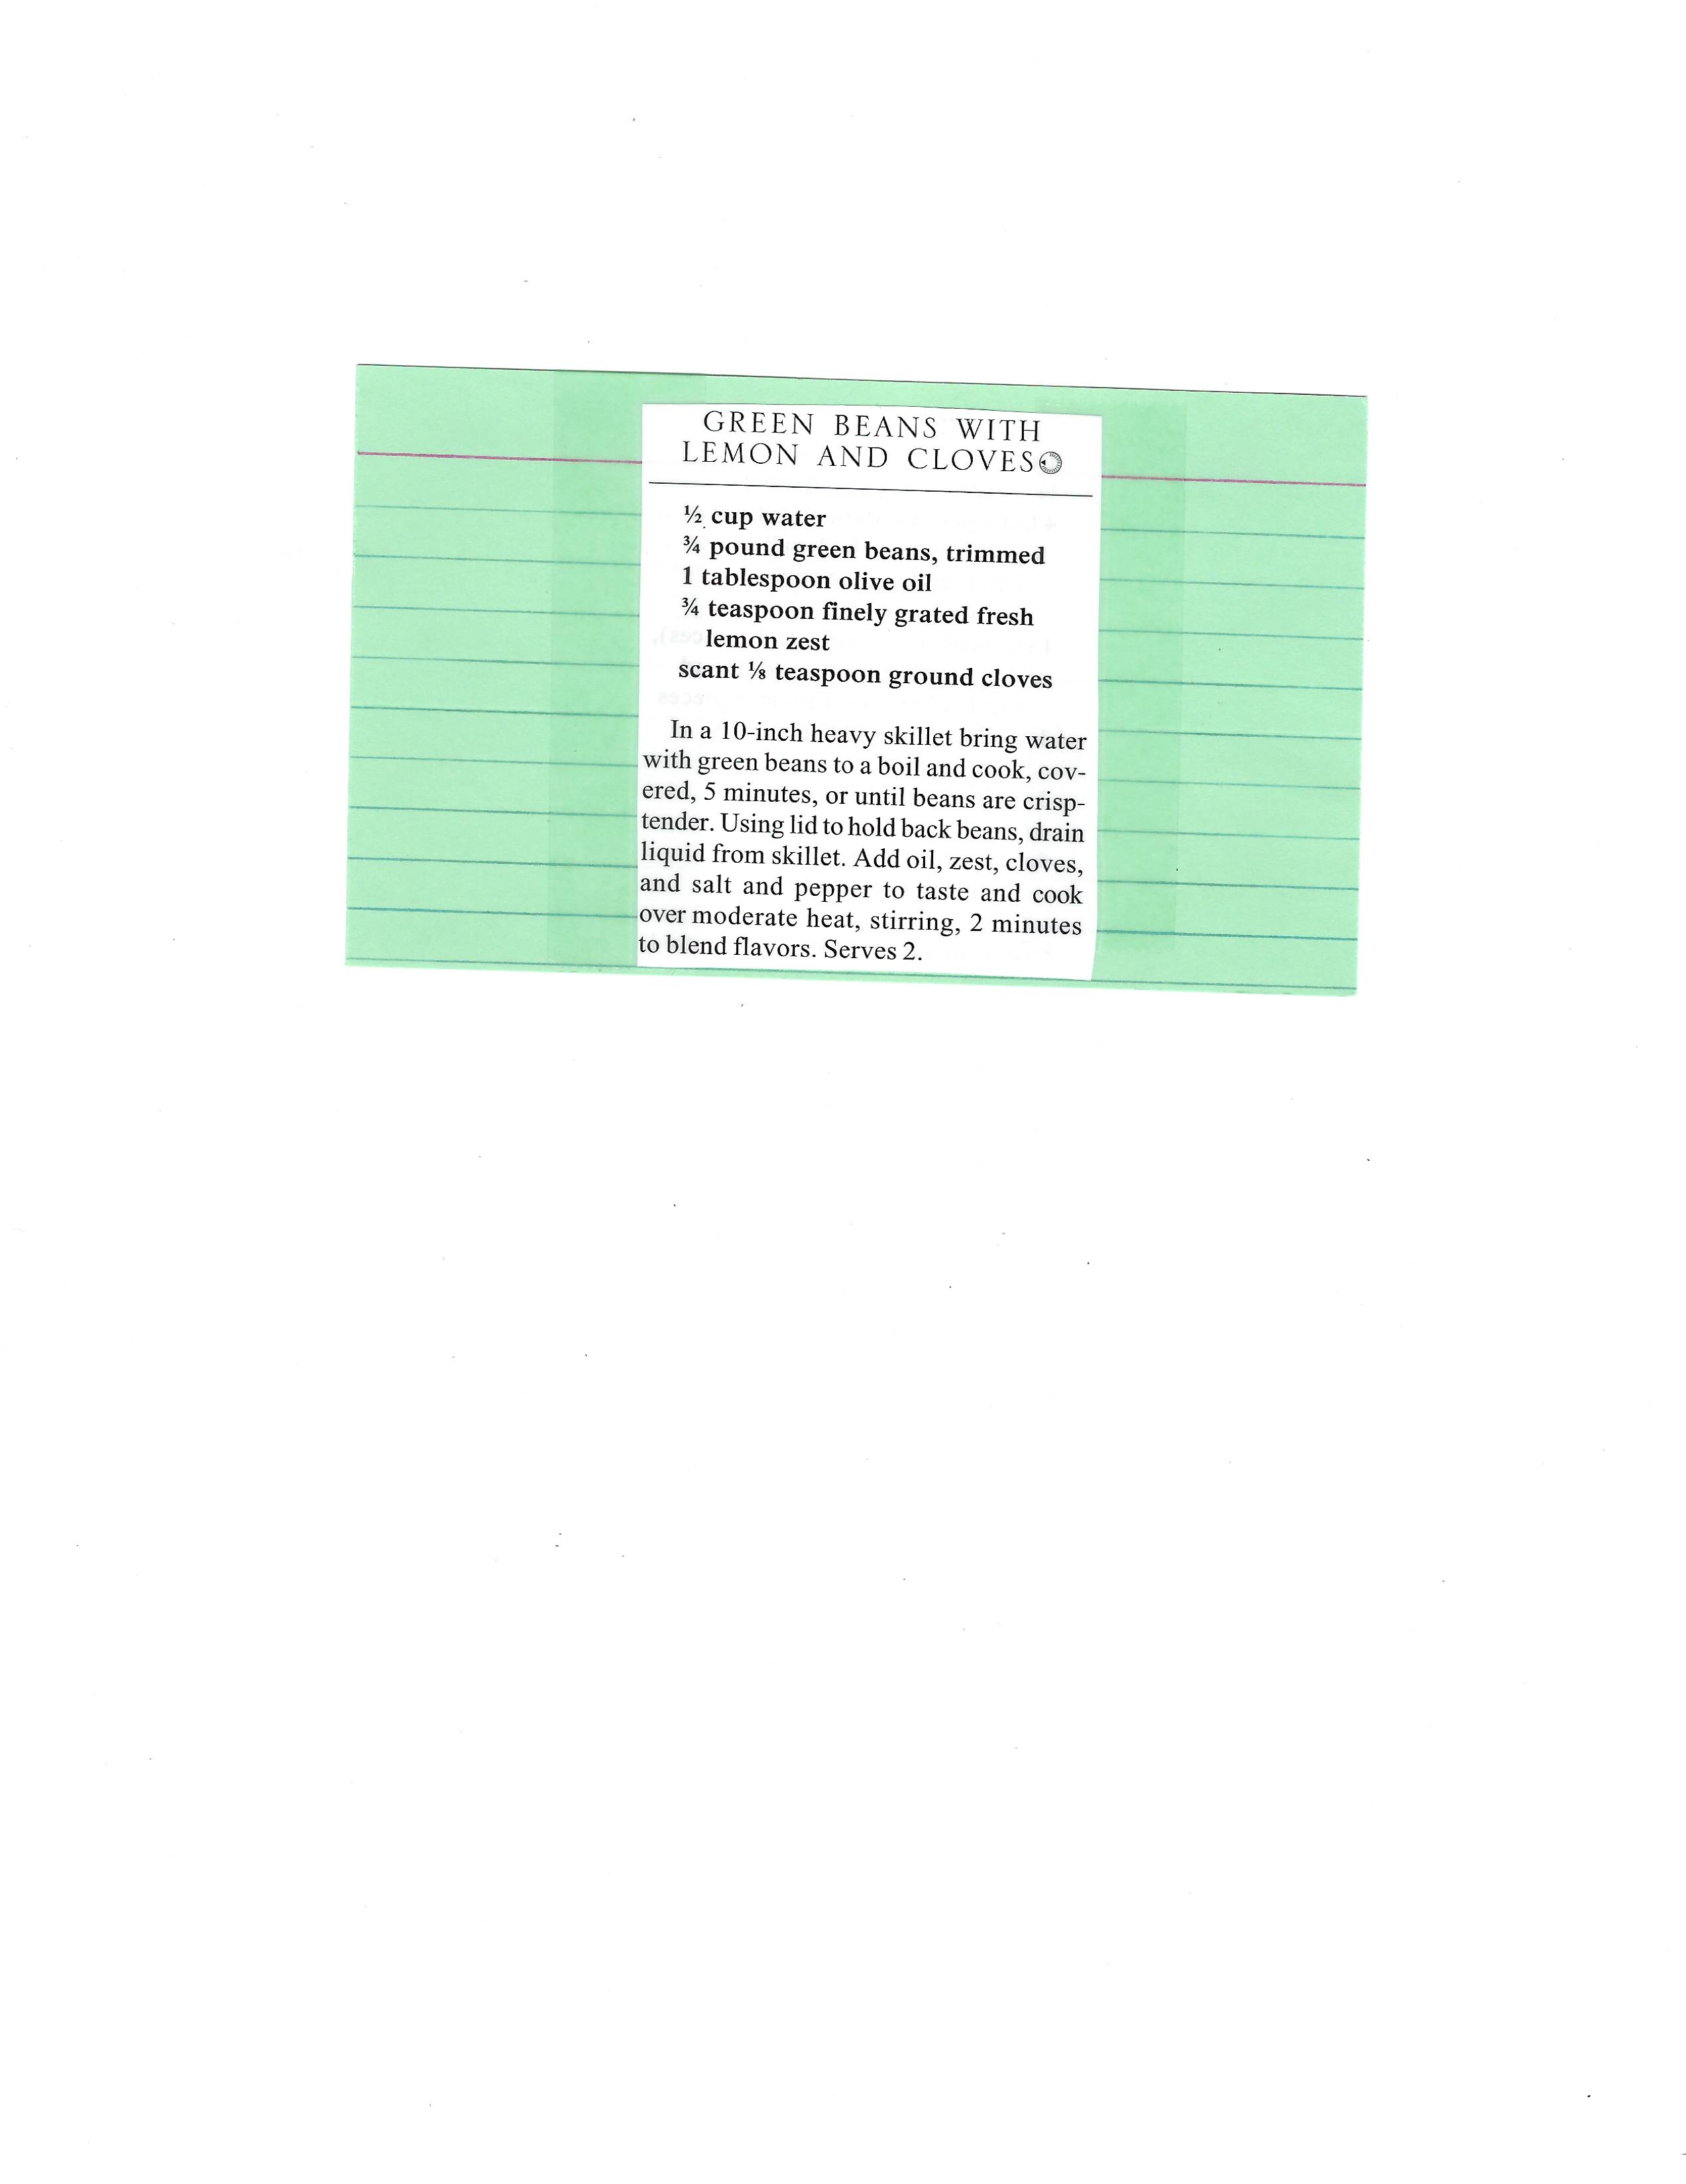 GREEN BEANS WITH
LEMON AND CLOVES
½ cup water
¾ pound green beans, trimmed
1 tablespoon olive oil
¾ teaspoon finely grated fresh
lemon zest
scant ⅛ teaspoon ground cloves
In a 10-inch heavy skillet bring water
with green beans to a boil and cook, cov-
ered, 5 minutes, or until beans are crisp-
tender. Using lid to hold back beans, drain
liquid from skillet. Add oil, zest, cloves,
and salt and pepper to taste and cook
over moderate heat, stirring, 2 minutes
to blend flavors. Serves 2.